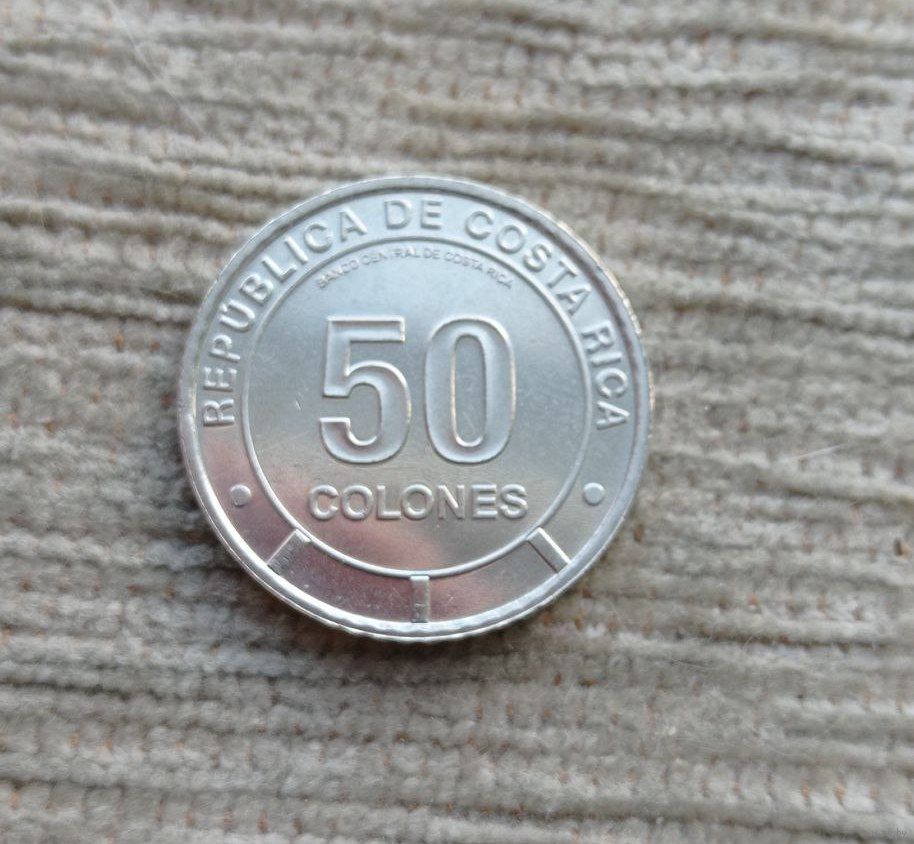 REPÚBLICA DE COSTA RICA
BANCO CENTRAL DE COSTA RICA
50
COLONES